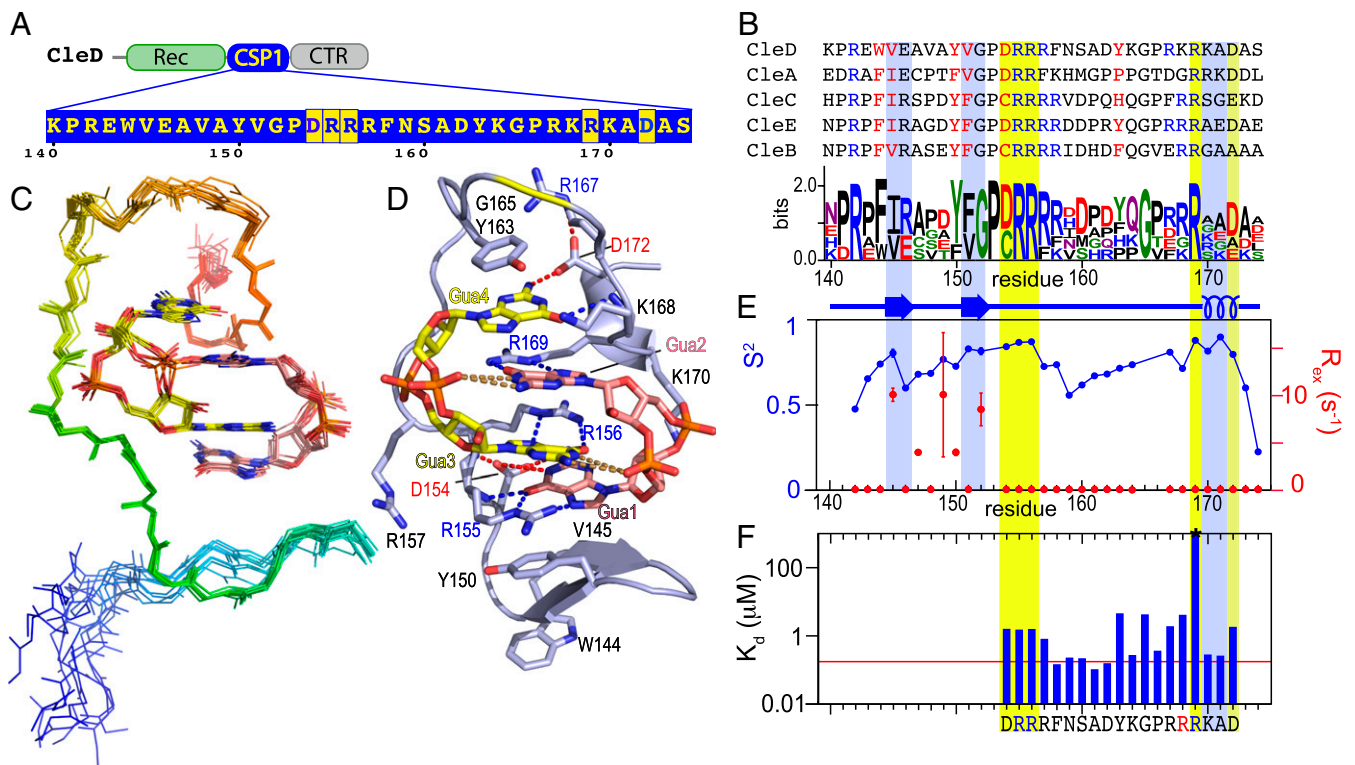 A
CleD
Rec
CSP1
CTR
KPREWVEAVAYVGPDRRRFNSADYKGPRKRKADAS
140 150 160 170
B
CleD KPREWVEAVAYVGPDRRRFNSADYKGPRKRKADAS
CleA EDRAFIECPTFVGPDRRFKHMGPPPGTDGRRKDDL
CleC HPRPFIRSPDYFGPCRRRRVDPQHQGPFRRSGEKD
CleE NPRPFIRAGDYFGPDRRRRDDPRYQGPRRRAEDAE
CleB NPRPFVRASEYFGPCRRRRIDHDFQGVERRGAAAA
bits
2.0
0.0
140 150 160 170
residue
C
D
R167
G165
Y163
D172
Gua4
K168
R169
Gua2
K170
R156
Gua3
D154
Gua1
R155
V145
R157
Y150
W144
E
S²
1
0.5
0
R_ex (s⁻¹)
10
0
140 150 160 170
residue
F
K_d (μM)
100
1
0.01
*
DRRRFNSADYKGPRRRKAD